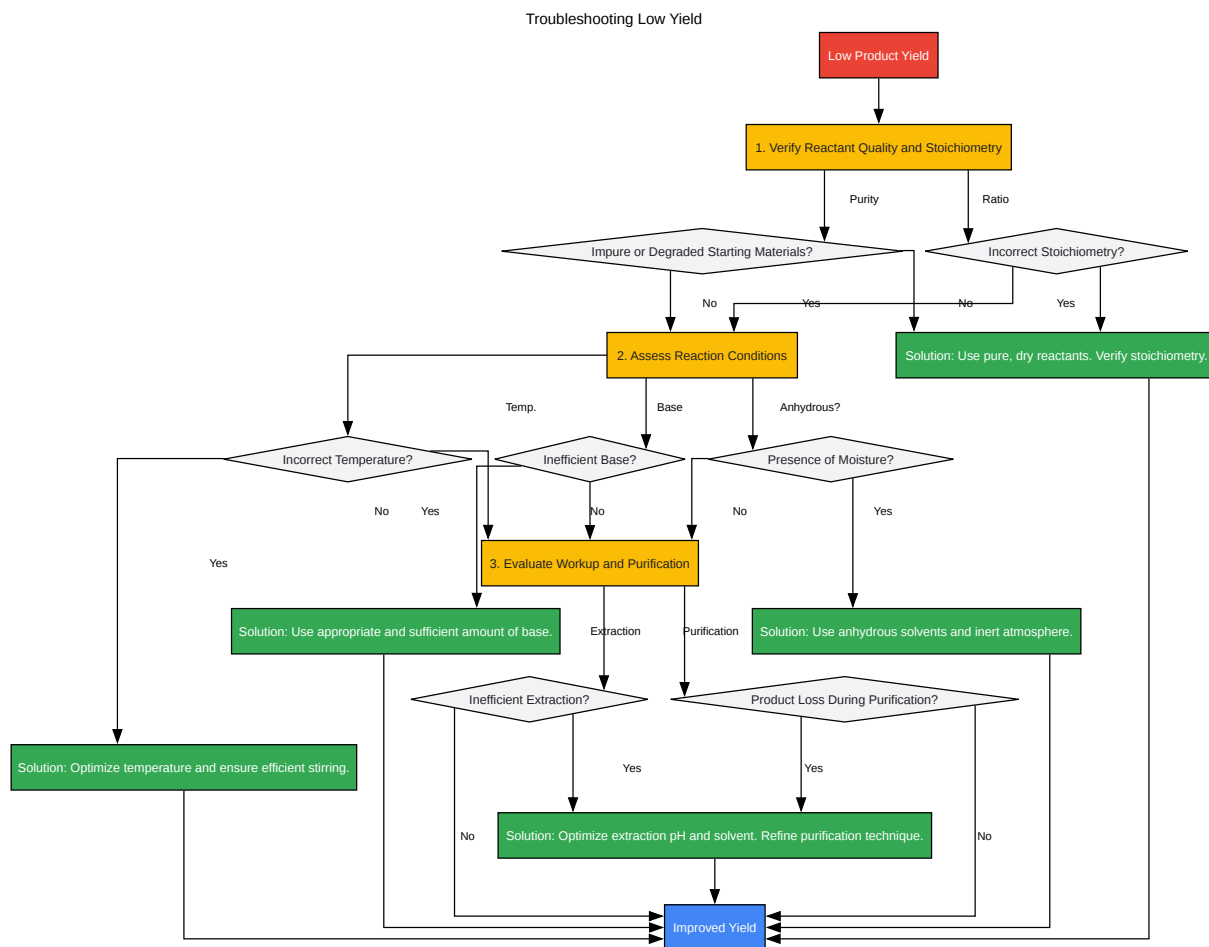 Troubleshooting Low Yield
Low Product Yield
1. Verify Reactant Quality and Stoichiometry
Purity
Ratio
Impure or Degraded Starting Materials?
Incorrect Stoichiometry?
No
Yes
No
Yes
2. Assess Reaction Conditions
Solution: Use pure, dry reactants. Verify stoichiometry.
Temp.
Base
Anhydrous?
Incorrect Temperature?
Inefficient Base?
Presence of Moisture?
No
Yes
No
No
Yes
3. Evaluate Workup and Purification
Yes
Solution: Use appropriate and sufficient amount of base.
Extraction
Purification
Solution: Use anhydrous solvents and inert atmosphere.
Inefficient Extraction?
Product Loss During Purification?
Solution: Optimize temperature and ensure efficient stirring.
Yes
Yes
No
Solution: Optimize extraction pH and solvent. Refine purification technique.
No
Improved Yield